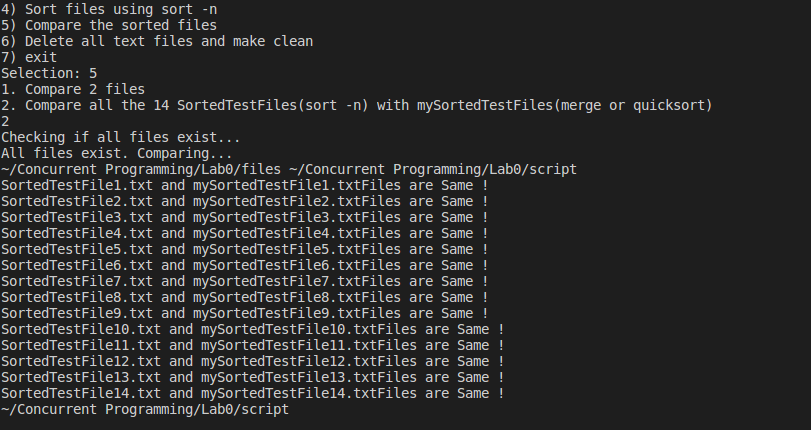 4) Sort files using sort -n
5) Compare the sorted files
6) Delete all text files and make clean
7) exit
Selection: 5
1. Compare 2 files
2. Compare all the 14 SortedTestFiles(sort -n) with mySortedTestFiles(merge or quicksort)
2
Checking if all files exist...
All files exist. Comparing...
~/Concurrent Programming/Lab0/files ~/Concurrent Programming/Lab0/script
SortedTestFile1.txt and mySortedTestFile1.txtFiles are Same !
SortedTestFile2.txt and mySortedTestFile2.txtFiles are Same !
SortedTestFile3.txt and mySortedTestFile3.txtFiles are Same !
SortedTestFile4.txt and mySortedTestFile4.txtFiles are Same !
SortedTestFile5.txt and mySortedTestFile5.txtFiles are Same !
SortedTestFile6.txt and mySortedTestFile6.txtFiles are Same !
SortedTestFile7.txt and mySortedTestFile7.txtFiles are Same !
SortedTestFile8.txt and mySortedTestFile8.txtFiles are Same !
SortedTestFile9.txt and mySortedTestFile9.txtFiles are Same !
SortedTestFile10.txt and mySortedTestFile10.txtFiles are Same !
SortedTestFile11.txt and mySortedTestFile11.txtFiles are Same !
SortedTestFile12.txt and mySortedTestFile12.txtFiles are Same !
SortedTestFile13.txt and mySortedTestFile13.txtFiles are Same !
SortedTestFile14.txt and mySortedTestFile14.txtFiles are Same !
~/Concurrent Programming/Lab0/script